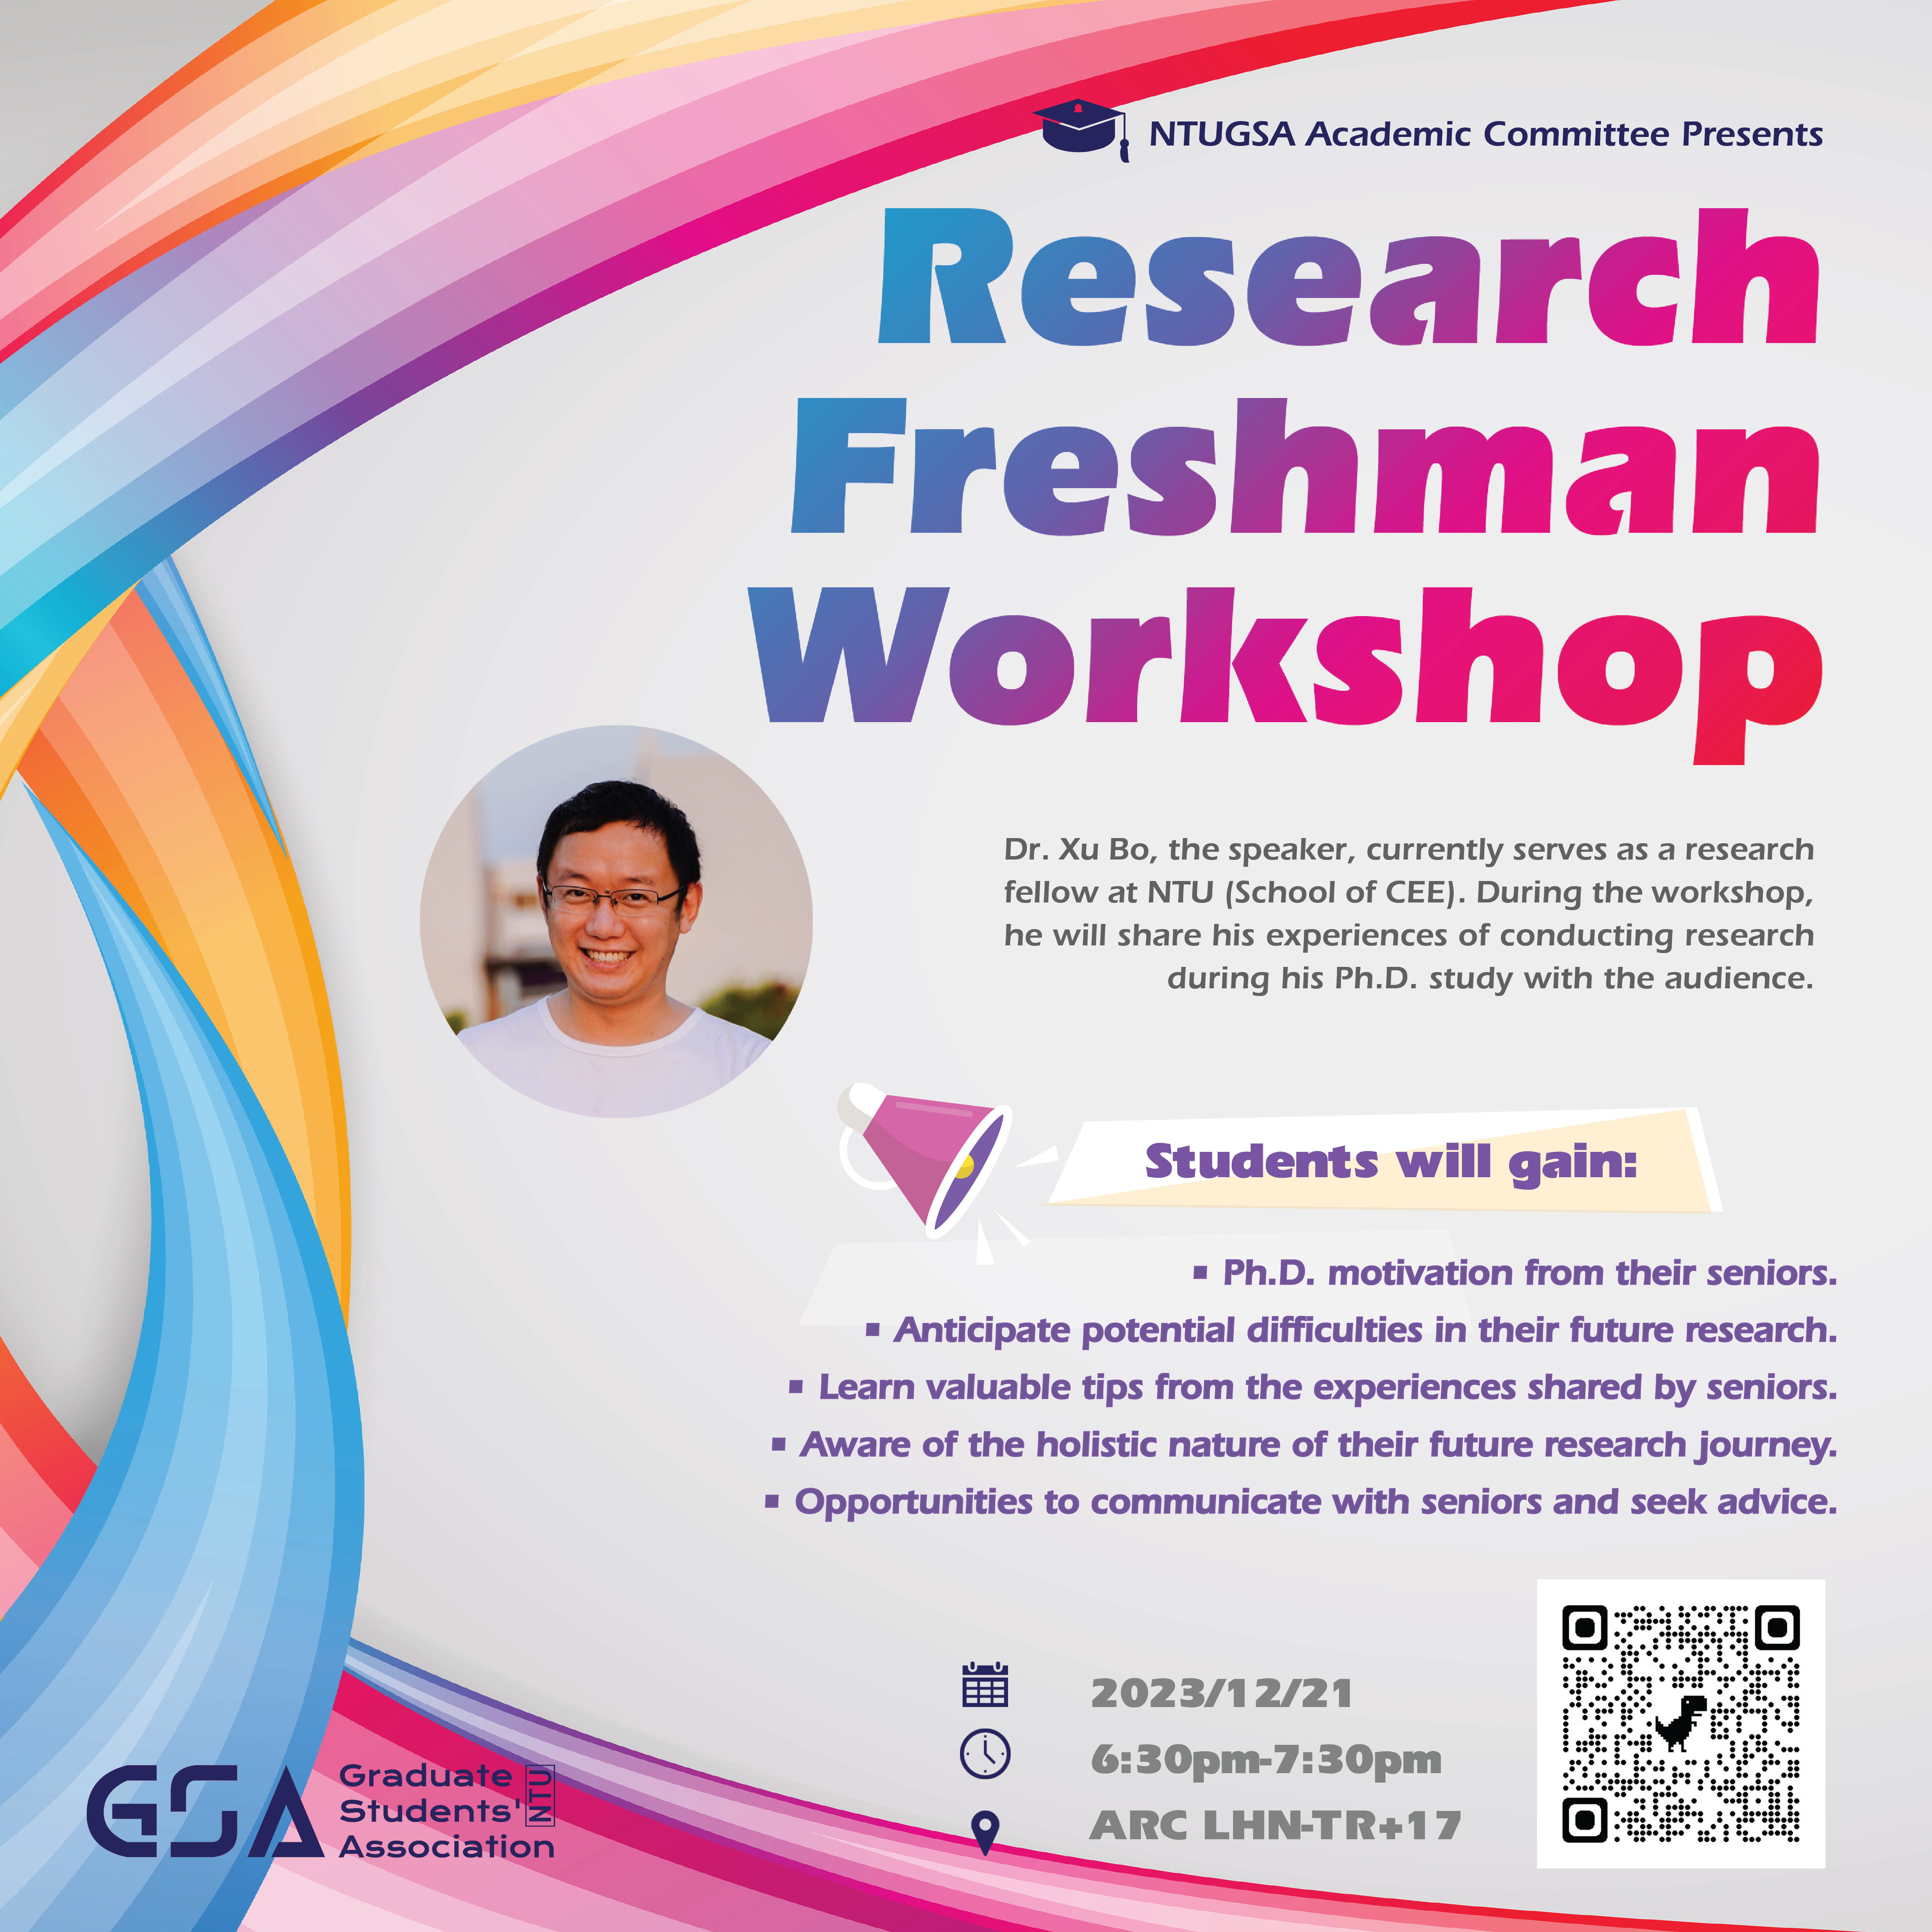 NTUGSA Academic Committee Presents
Research
Freshman
Workshop
Dr. Xu Bo, the speaker, currently serves as a research
fellow at NTU (School of CEE). During the workshop,
he will share his experiences of conducting research
during his Ph.D. study with the audience.
Students will gain:
▪ Ph.D. motivation from their seniors.
▪ Anticipate potential difficulties in their future research.
▪ Learn valuable tips from the experiences shared by seniors.
▪ Aware of the holistic nature of their future research journey.
▪ Opportunities to communicate with seniors and seek advice.
2023/12/21
6:30pm-7:30pm
ARC LHN-TR+17
GSA
Graduate
Students'
Association
NTU